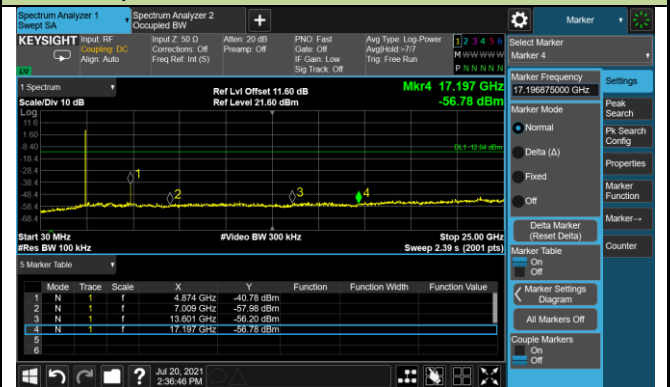 Spectrum Analyzer 1
Swept SA
Spectrum Analyzer 2
Occupied BW
Marker
KEYSIGHT
Input: RF
Coupling: DC
Align: Auto
Input Z: 50 Ω
Corrections: Off
Freq Ref: Int (S)
Atten: 20 dB
Preamp: Off
PNO: Fast
Gate: Off
IF Gain: Low
Sig Track: Off
Avg Type: Log-Power
Avg|Hold:>7/7
Trig: Free Run
1 2 3 4 5 6
M W W W W W
P N N N N N
LXI
Select Marker
Marker 4
1 Spectrum
Scale/Div 10 dB
Log
Ref Lvl Offset 11.60 dB
Ref Level 21.60 dBm
Mkr4 17.197 GHz
-56.78 dBm
11.6
1.60
-8.40
-18.4
-28.4
-38.4
-48.4
-58.4
-68.4
DL1 -12.64 dBm
1
2
3
4
Start 30 MHz
#Res BW 100 kHz
#Video BW 300 kHz
Stop 25.00 GHz
Sweep 2.39 s (2001 pts)
5 Marker Table
Mode Trace Scale X Y Function Function Width Function Value
1 N 1 f 4.874 GHz -40.78 dBm
2 N 1 f 7.009 GHz -57.98 dBm
3 N 1 f 13.601 GHz -56.20 dBm
4 N 1 f 17.197 GHz -56.78 dBm
5
6
Marker Frequency
17.196875000 GHz
Marker Mode
Normal
Delta (Δ)
Fixed
Off
Delta Marker
(Reset Delta)
Marker Table
On
Off
Marker Settings
Diagram
All Markers Off
Couple Markers
On
Off
Settings
Peak
Search
Pk Search
Config
Properties
Marker
Function
Marker→
Counter
?
Jul 20, 2021
2:36:46 PM